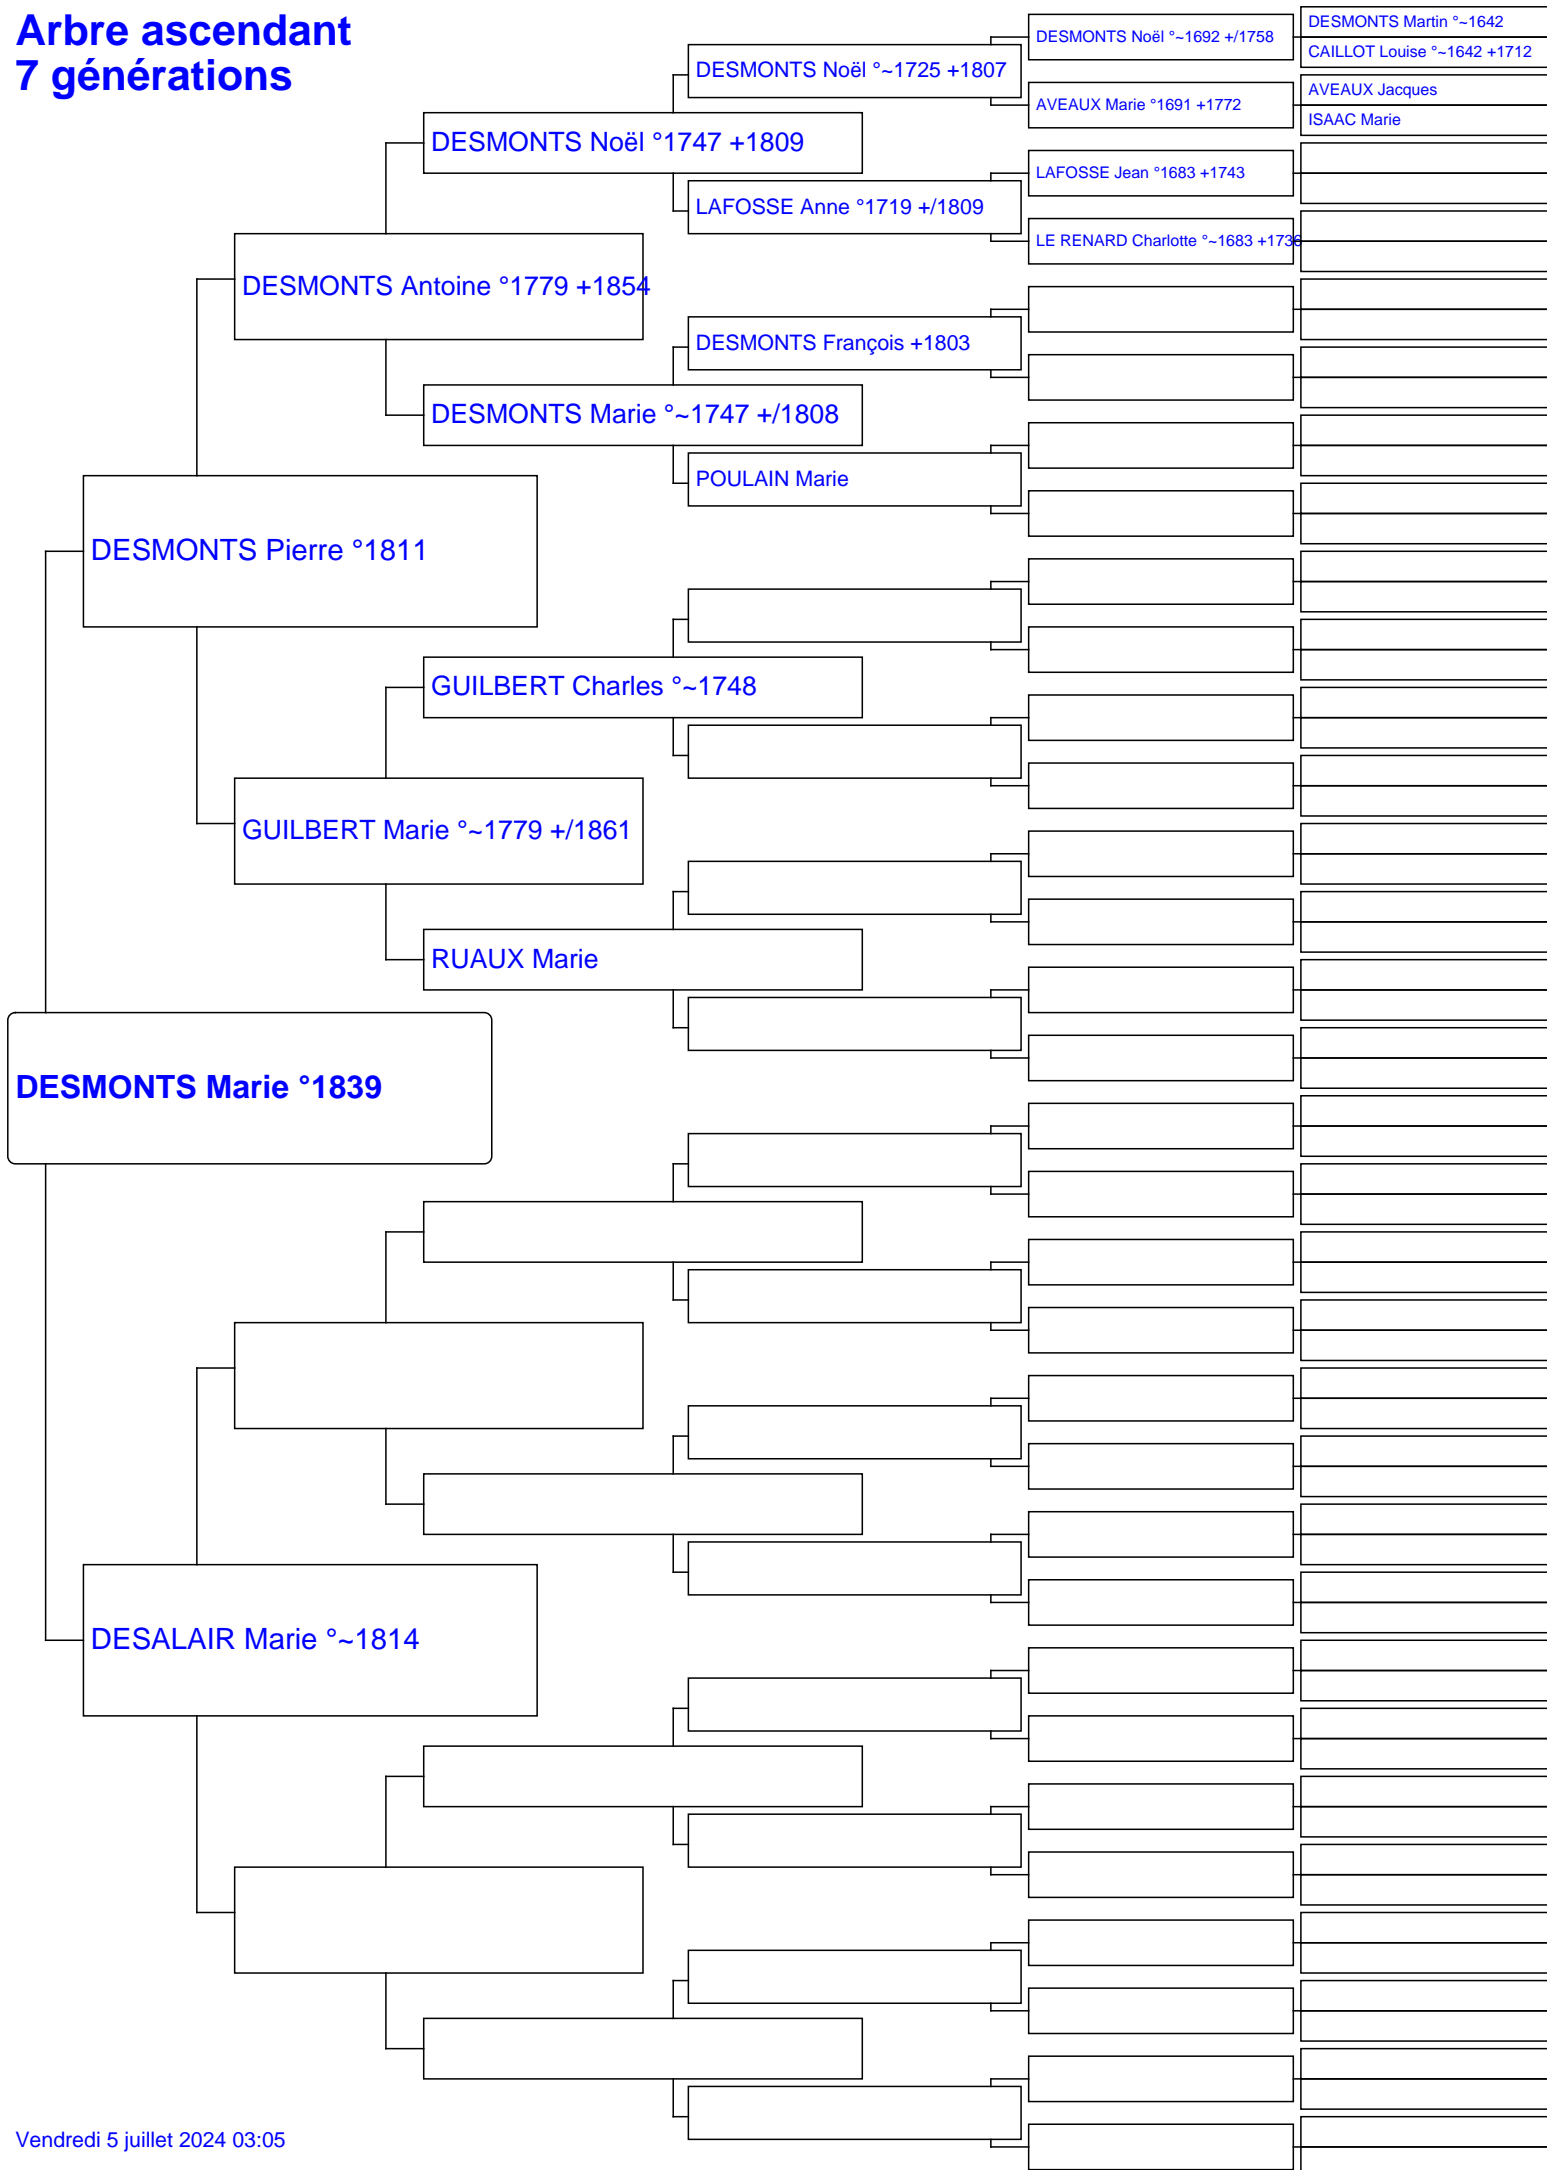 Arbre ascendant
7 générations
DESMONTS Martin °~1642
DESMONTS Noël °~1692 +/1758
CAILLOT Louise °~1642 +1712
DESMONTS Noël °~1725 +1807
AVEAUX Jacques
AVEAUX Marie °1691 +1772
ISAAC Marie
DESMONTS Noël °1747 +1809
LAFOSSE Jean °1683 +1743
LAFOSSE Anne °1719 +/1809
LE RENARD Charlotte °~1683 +1736
DESMONTS Antoine °1779 +1854
DESMONTS François +1803
DESMONTS Marie °~1747 +/1808
POULAIN Marie
DESMONTS Pierre °1811
GUILBERT Charles °~1748
GUILBERT Marie °~1779 +/1861
RUAUX Marie
DESMONTS Marie °1839
DESALAIR Marie °~1814
Vendredi 5 juillet 2024 03:05